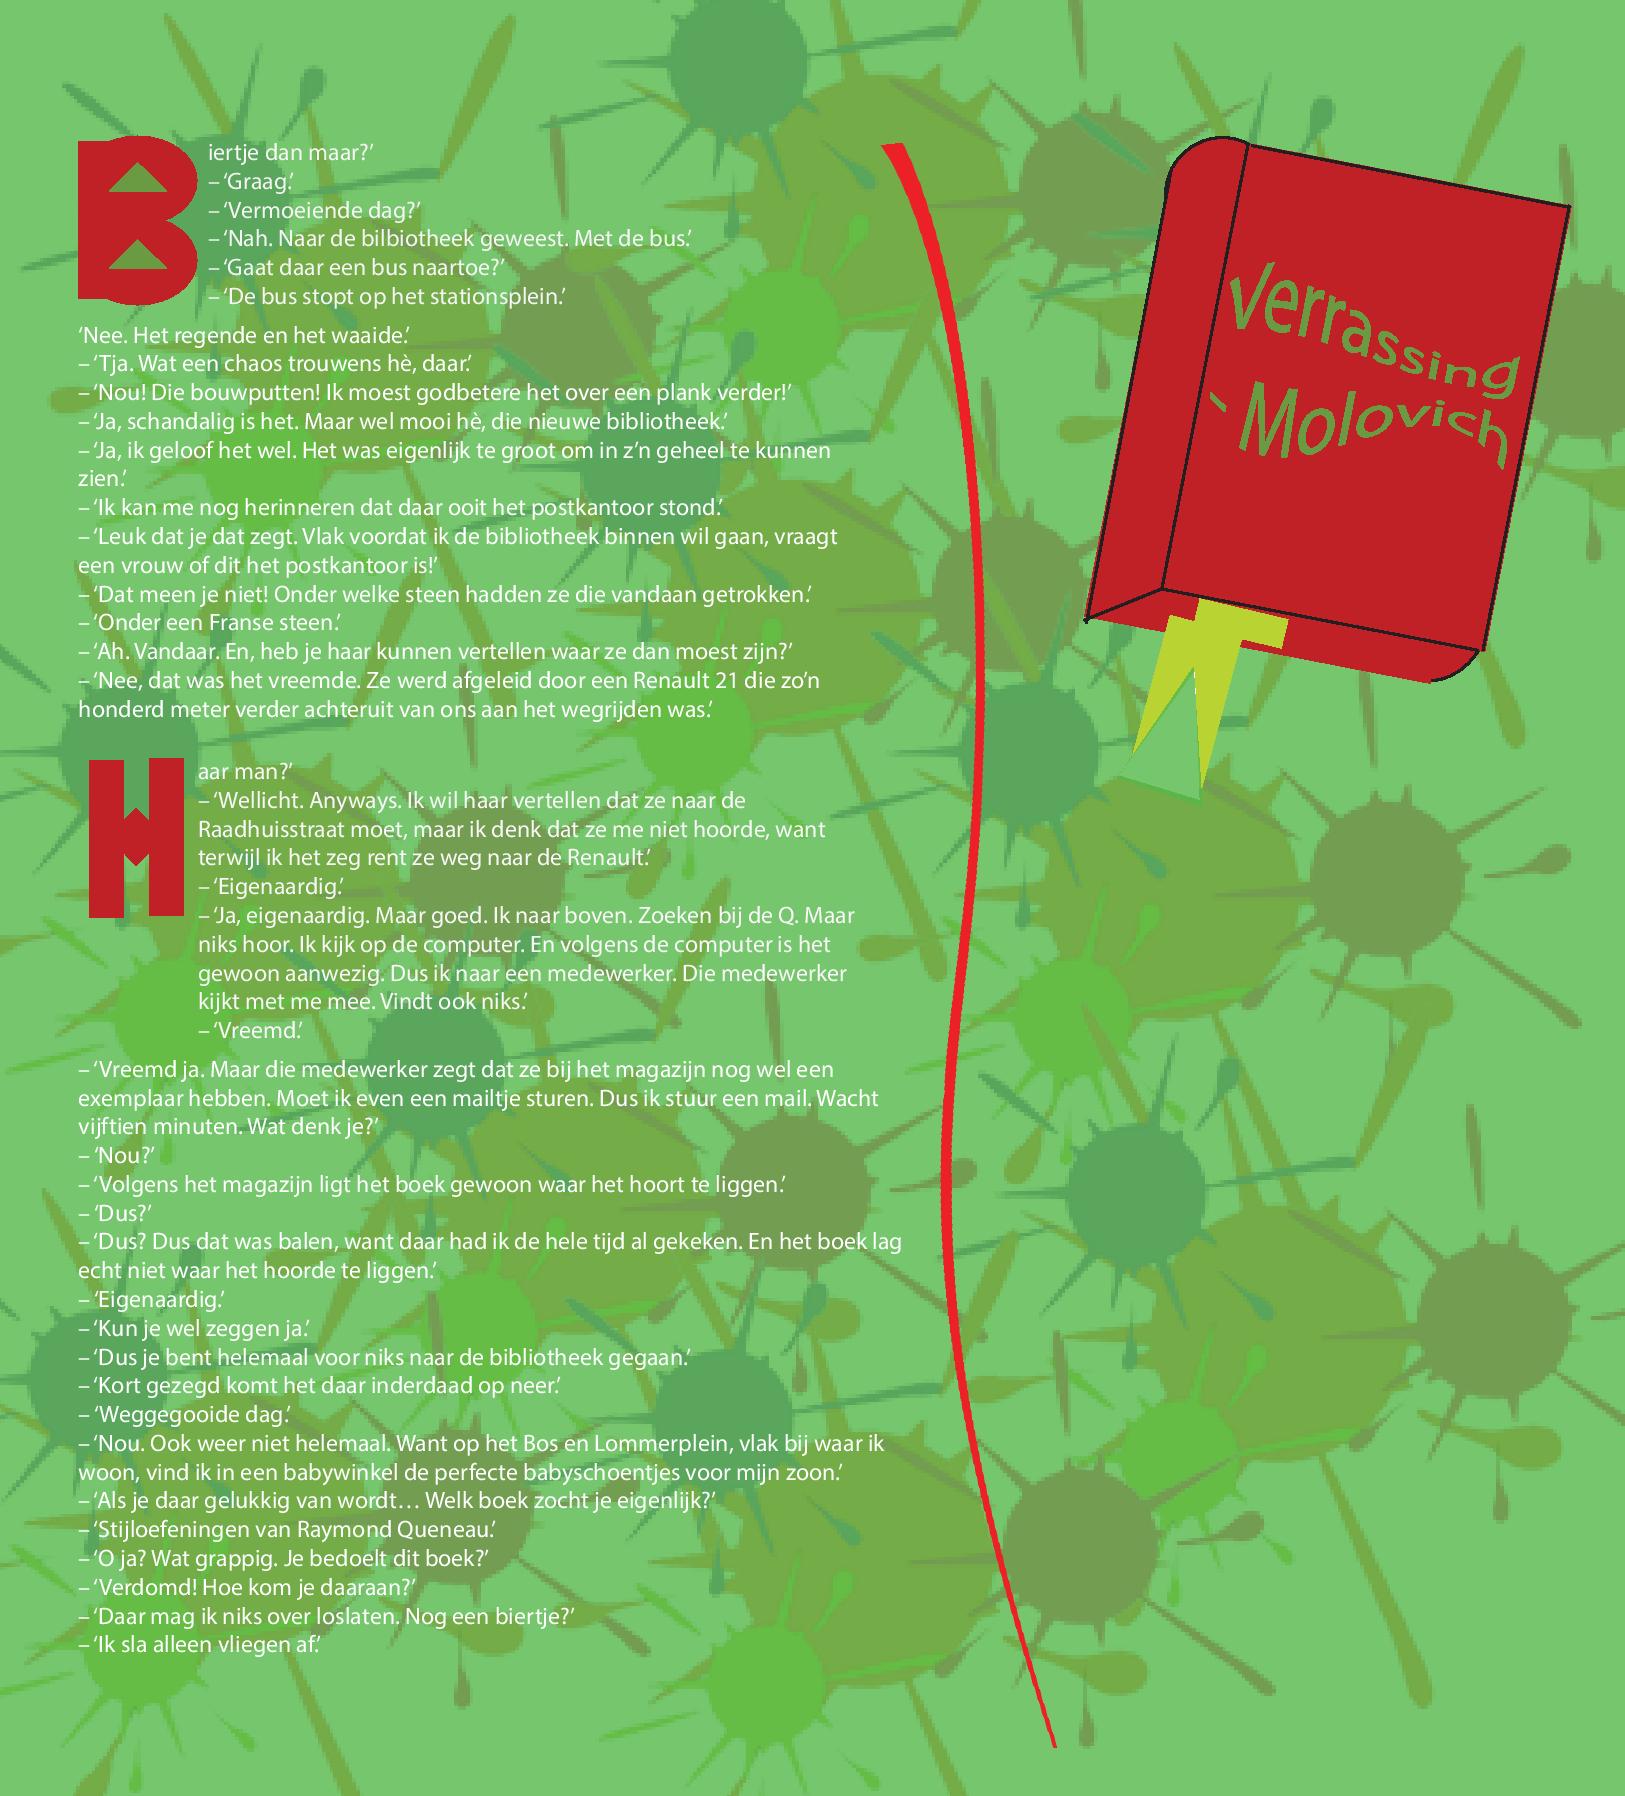 Biertje dan maar?’
– ‘Graag.’
– ‘Vermoeiende dag?’
– ‘Nah. Naar de bilbiotheek geweest. Met de bus.’
– ‘Gaat daar een bus naartoe?’
– ‘De bus stopt op het stationsplein.’
‘Nee. Het regende en het waaide.’
– ‘Tja. Wat een chaos trouwens hè, daar.’
– ‘Nou! Die bouwputten! Ik moest godbetere het over een plank verder!’
– ‘Ja, schandalig is het. Maar wel mooi hè, die nieuwe bibliotheek.’
– ‘Ja, ik geloof het wel. Het was eigenlijk te groot om in z’n geheel te kunnen
zien.’
– ‘Ik kan me nog herinneren dat daar ooit het postkantoor stond.’
– ‘Leuk dat je dat zegt. Vlak voordat ik de bibliotheek binnen wil gaan, vraagt
een vrouw of dit het postkantoor is!’
– ‘Dat meen je niet! Onder welke steen hadden ze die vandaan getrokken.’
– ‘Onder een Franse steen.’
– ‘Ah. Vandaar. En, heb je haar kunnen vertellen waar ze dan moest zijn?’
– ‘Nee, dat was het vreemde. Ze werd afgeleid door een Renault 21 die zo’n
honderd meter verder achteruit van ons aan het wegrijden was.’
Haar man?’
– ‘Wellicht. Anyways. Ik wil haar vertellen dat ze naar de
Raadhuisstraat moet, maar ik denk dat ze me niet hoorde, want
terwijl ik het zeg rent ze weg naar de Renault.’
– ‘Eigenaardig.’
– ‘Ja, eigenaardig. Maar goed. Ik naar boven. Zoeken bij de Q. Maar
niks hoor. Ik kijk op de computer. En volgens de computer is het
gewoon aanwezig. Dus ik naar een medewerker. Die medewerker
kijkt met me mee. Vindt ook niks.’
– ‘Vreemd.’
– ‘Vreemd ja. Maar die medewerker zegt dat ze bij het magazijn nog wel een
exemplaar hebben. Moet ik even een mailtje sturen. Dus ik stuur een mail. Wacht
vijftien minuten. Wat denk je?’
– ‘Nou?’
– ‘Volgens het magazijn ligt het boek gewoon waar het hoort te liggen.’
– ‘Dus?’
– ‘Dus? Dus dat was balen, want daar had ik de hele tijd al gekeken. En het boek lag
echt niet waar het hoorde te liggen.’
– ‘Eigenaardig.’
– ‘Kun je wel zeggen ja.’
– ‘Dus je bent helemaal voor niks naar de bibliotheek gegaan.’
– ‘Kort gezegd komt het daar inderdaad op neer.’
– ‘Weggegooide dag.’
– ‘Nou. Ook weer niet helemaal. Want op het Bos en Lommerplein, vlak bij waar ik
woon, vind ik in een babywinkel de perfecte babyschoentjes voor mijn zoon.’
– ‘Als je daar gelukkig van wordt… Welk boek zocht je eigenlijk?’
– ‘Stijloefeningen van Raymond Queneau.’
– ‘O ja? Wat grappig. Je bedoelt dit boek?’
– ‘Verdomd! Hoe kom je daaraan?’
– ‘Daar mag ik niks over loslaten. Nog een biertje?’
– ‘Ik sla alleen vliegen af.’
Verrassing
- Molovich